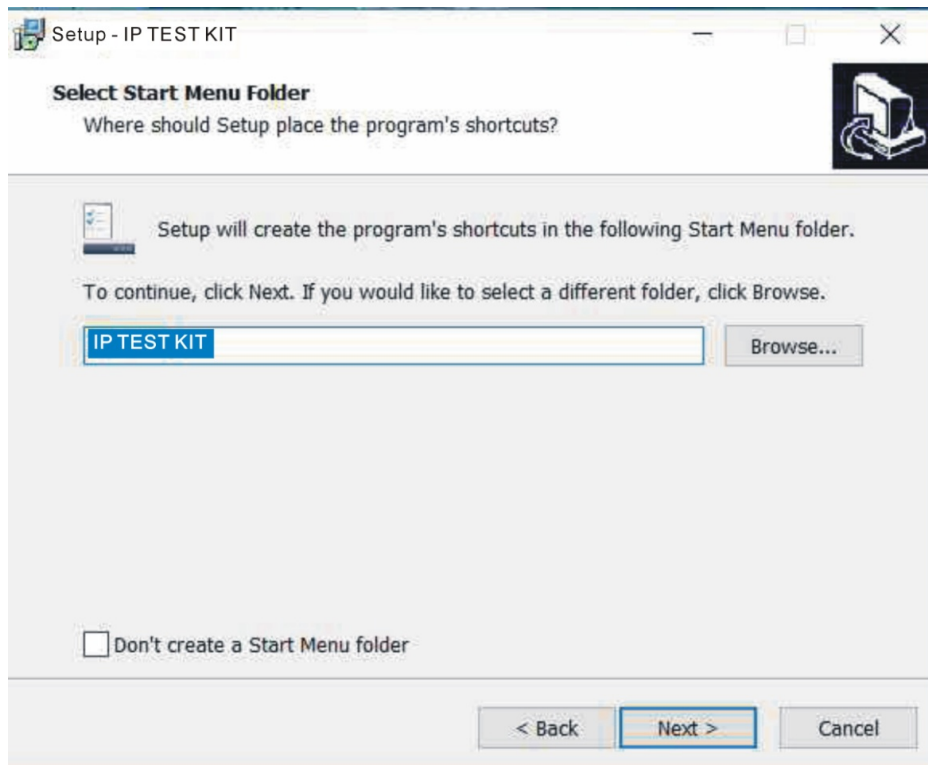 Setup - IP TEST KIT
Select Start Menu Folder
Where should Setup place the program's shortcuts?
Setup will create the program's shortcuts in the following Start Menu folder.
To continue, click Next. If you would like to select a different folder, click Browse.
IP TEST KIT
Browse...
Don't create a Start Menu folder
< Back
Next >
Cancel